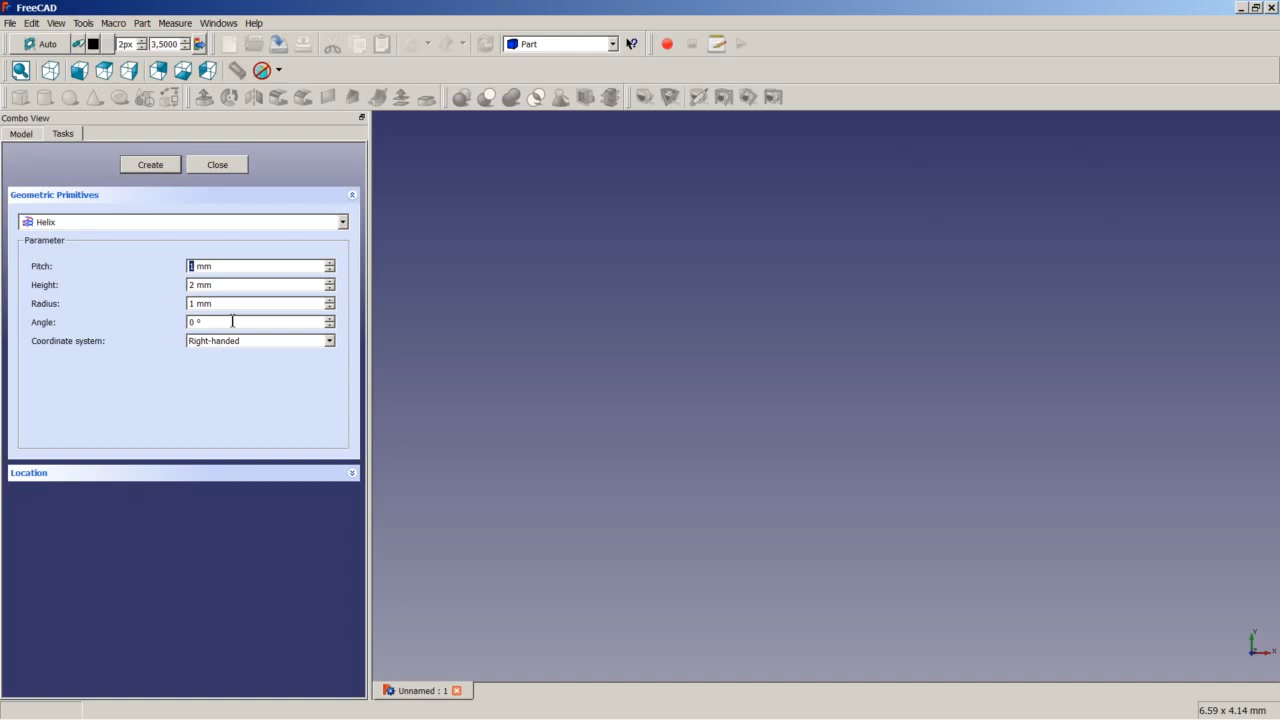 FreeCAD
File Edit View Tools Macro Part Measure Windows Help
Auto 2px 3,5000 Part
Combo View
Model Tasks
Create Close
Geometric Primitives
Helix
Parameter
Pitch: 1 mm
Height: 2 mm
Radius: 1 mm
Angle: 0 °
Coordinate system: Right-handed
Location
Y
Z X
Unnamed : 1
6.59 x 4.14 mm